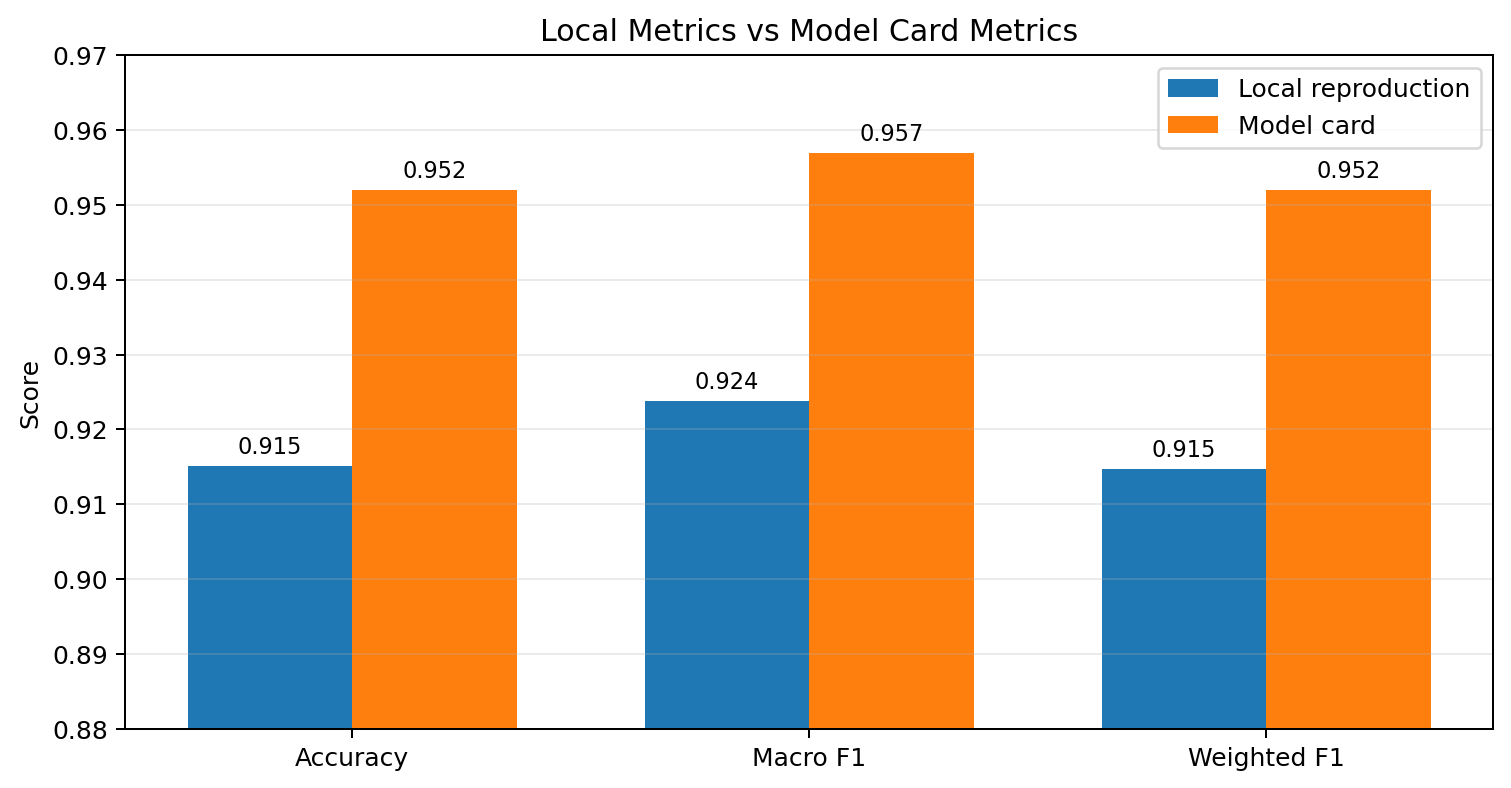 Local Metrics vs Model Card Metrics
Local reproduction
Model card
Score
0.97
0.96
0.95
0.94
0.93
0.92
0.91
0.90
0.89
0.88
0.915
0.952
0.924
0.957
0.915
0.952
Accuracy
Macro F1
Weighted F1